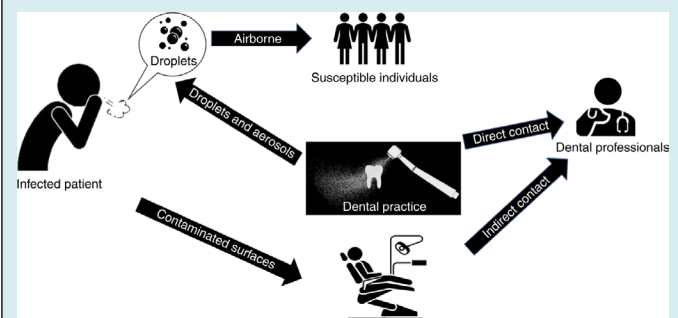 Droplets
Airborne
Susceptible individuals
Droplets and aerosols
Direct contact
Dental professionals
Infected patient
Dental practice
Contaminated surfaces
Indirect contact